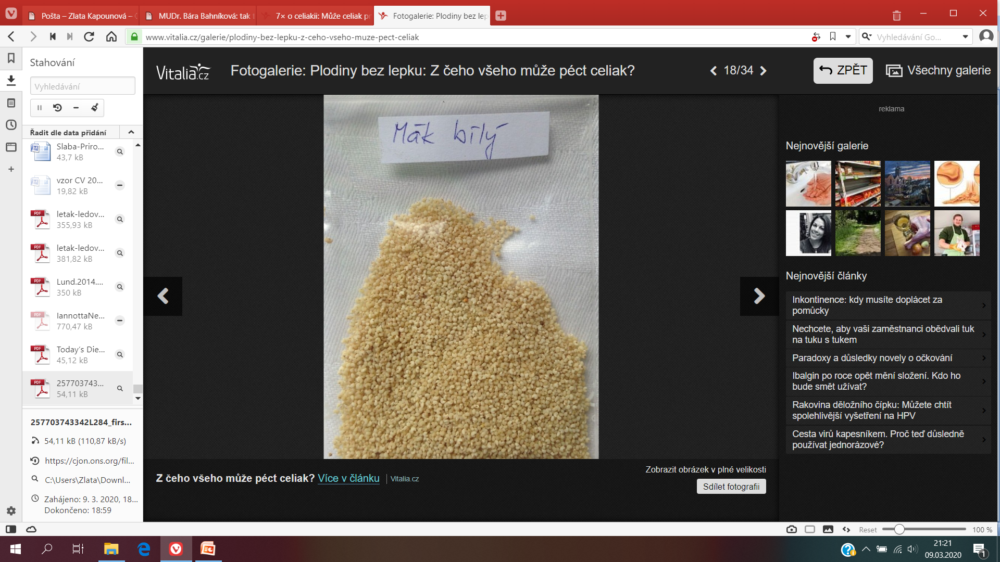 Pošta – Zlata Kapounová –
MUDr. Bára Bahníková: tak
7× o celiakii: Může celiak
Fotogalerie: Plodiny bez
www.vitalia.cz/galerie/plodiny-bez-lepku-z-ceho-vseho-muze-pect-celiak
Vyhledávání Go...
Stahování
Vyhledávání
Řadit dle data přidání
Slaba-Priro...
43,7 kB
vzor CV 20...
19,82 kB
letak-ledov...
355,93 kB
letak-ledov...
381,82 kB
Lund.2014....
350 kB
IannottaNe...
770,47 kB
Today's Die...
45,12 kB
257703743...
54,11 kB
257703743342L284_firs...
54,11 kB (110,87 kB/s)
https://cjon.ons.org/fil...
C:\Users\Zlata\Downl...
Zahájeno: 9. 3. 2020, 18...
Dokončeno: 18:59
Vitalia.cz
Fotogalerie: Plodiny bez lepku: Z čeho všeho může péct celiak?
18/34
ZPĚT
Všechny galerie
Mák bílý
Z čeho všeho může péct celiak? Více v článku Vitalia.cz
Zobrazit obrázek v plné velikosti
Sdílet fotografii
reklama
Nejnovější galerie
Nejnovější články
Inkontinence: kdy musíte doplácet za
pomůcky
Nechcete, aby vaši zaměstnanci obědvali tuk
na tuku s tukem
Paradoxy a důsledky novely o očkování
Ibalgin po roce opět mění složení. Kdo ho
bude smět užívat?
Rakovina děložního čípku: Můžete chtít
spolehlivější vyšetření na HPV
Cesta virů kapesníkem. Proč teď důsledně
používat jednorázové?
Reset
100 %
21:21
09.03.2020
1